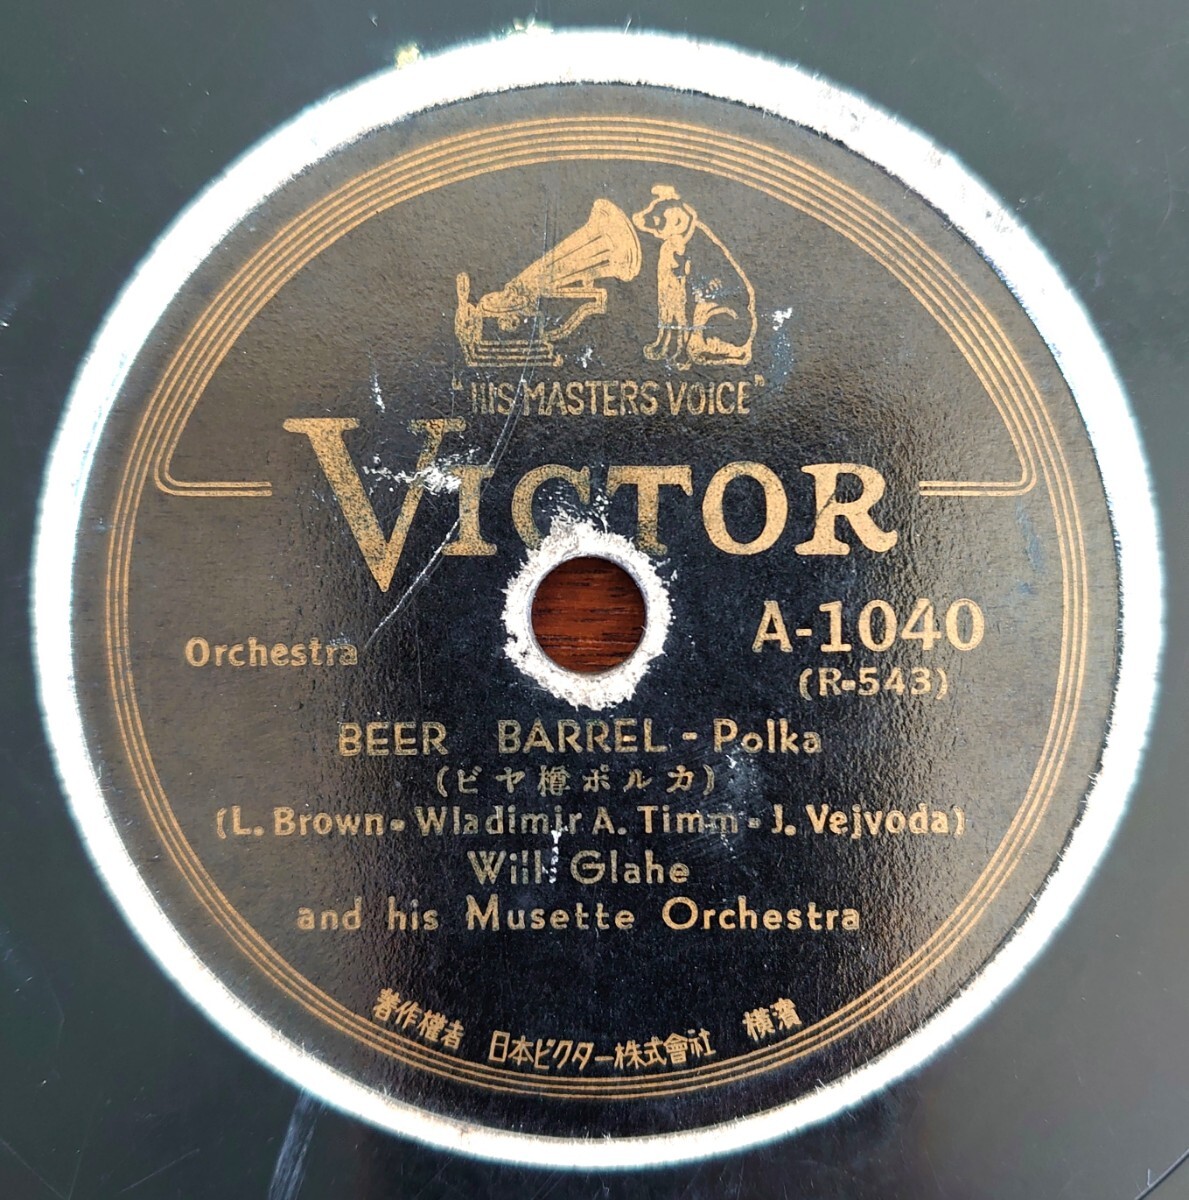 "HIS MASTERS VOICE"
VICTOR
Orchestra
A-1040
(R-543)
BEER BARREL - Polka
(ビヤ樽ポルカ)
(L. Brown - Wladimir A. Timm - J. Vejvoda)
Will Glahe
and his Musette Orchestra
著作權者 日本ビクター株式會社 横濱